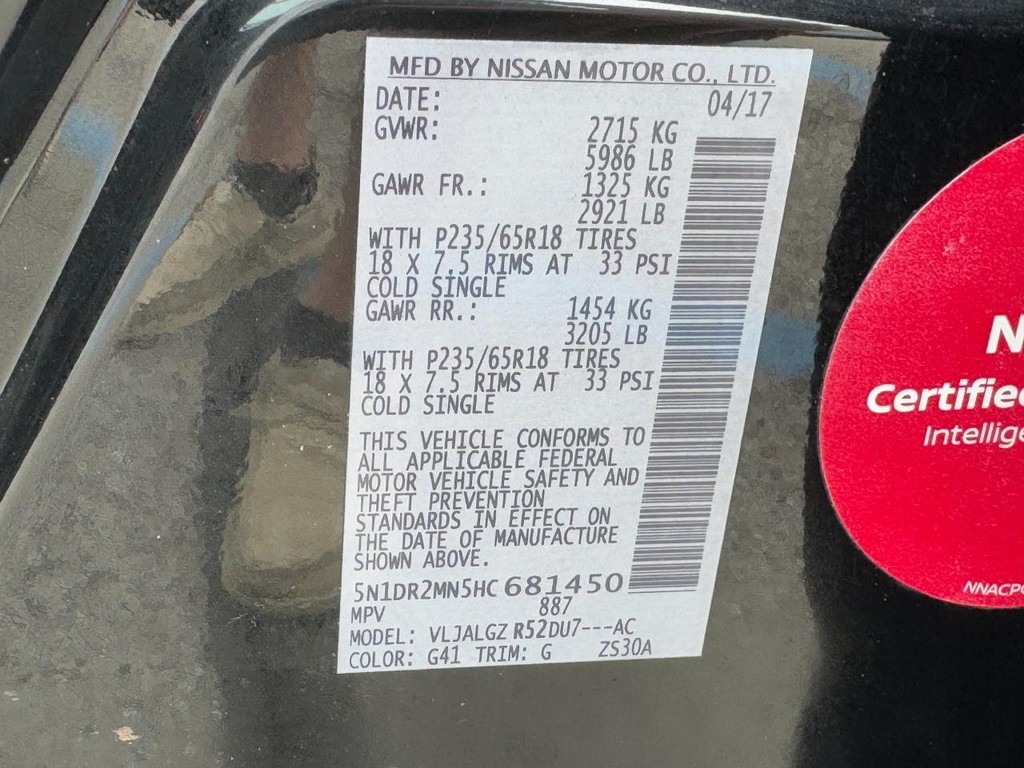 MFD BY NISSAN MOTOR CO., LTD.
DATE: 04/17
GVWR: 2715 KG
5986 LB
GAWR FR.: 1325 KG
2921 LB
WITH P235/65R18 TIRES
18 X 7.5 RIMS AT 33 PSI
COLD SINGLE
GAWR RR.: 1454 KG
3205 LB
WITH P235/65R18 TIRES
18 X 7.5 RIMS AT 33 PSI
COLD SINGLE
THIS VEHICLE CONFORMS TO
ALL APPLICABLE FEDERAL
MOTOR VEHICLE SAFETY AND
THEFT PREVENTION
STANDARDS IN EFFECT ON
THE DATE OF MANUFACTURE
SHOWN ABOVE.
5N1DR2MN5HC 681450
MPV 887
MODEL: VLJALGZ R52DU7---AC
COLOR: G41 TRIM: G ZS30A
N
Certified
Intellige
NNACP